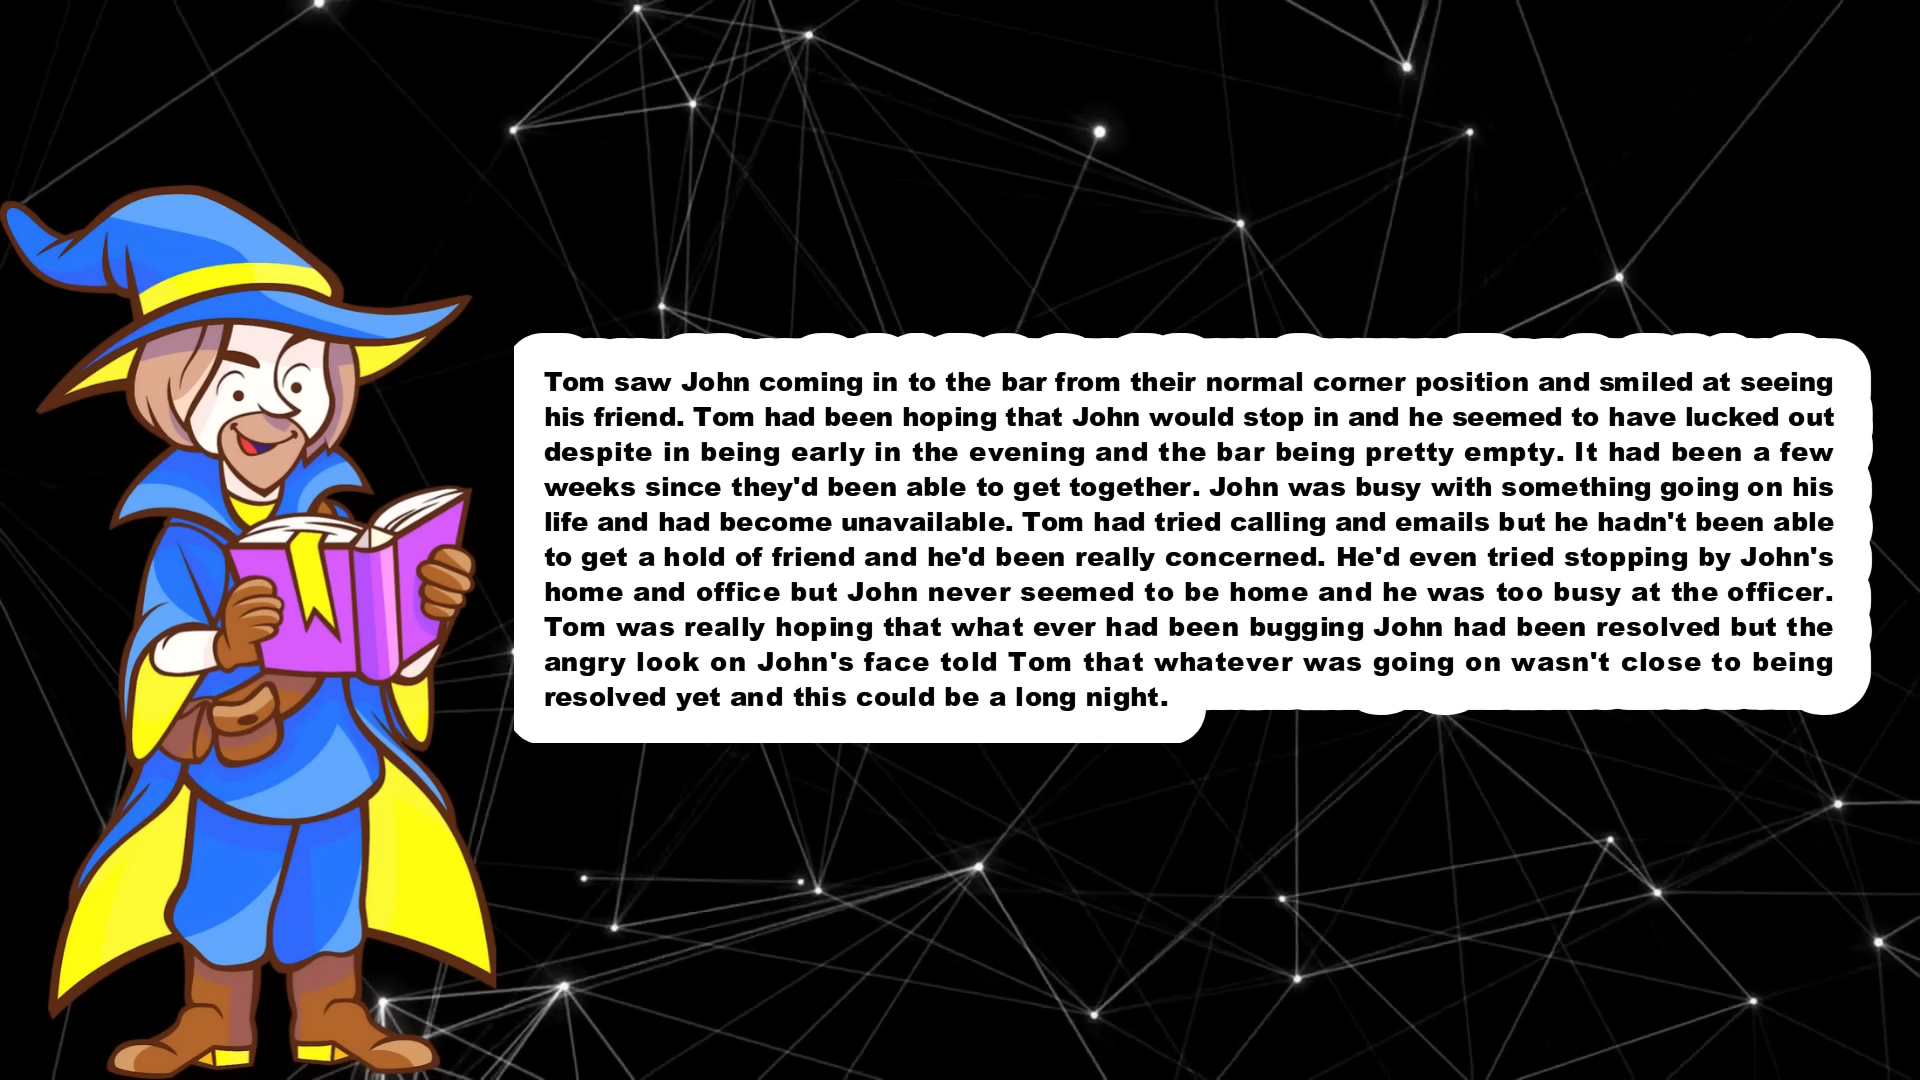 Tom saw John coming in to the bar from their normal corner position and smiled at seeing
his friend. Tom had been hoping that John would stop in and he seemed to have lucked out
despite in being early in the evening and the bar being pretty empty. It had been a few
weeks since they'd been able to get together. John was busy with something going on his
life and had become unavailable. Tom had tried calling and emails but he hadn't been able
to get a hold of friend and he'd been really concerned. He'd even tried stopping by John's
home and office but John never seemed to be home and he was too busy at the officer.
Tom was really hoping that what ever had been bugging John had been resolved but the
angry look on John's face told Tom that whatever was going on wasn't close to being
resolved yet and this could be a long night.